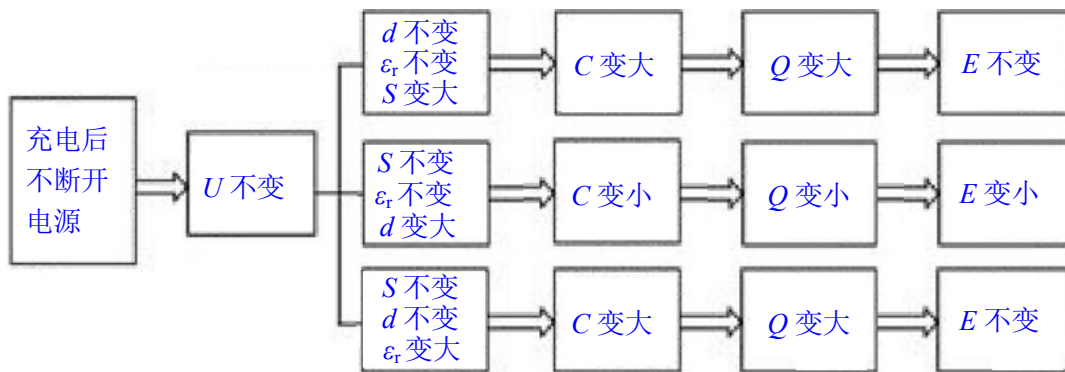 充电后
不断开
电源
U 不变
d 不变
εr 不变
S 变大
C 变大
Q 变大
E 不变
S 不变
εr 不变
d 变大
C 变小
Q 变小
E 变小
S 不变
d 不变
εr 变大
C 变大
Q 变大
E 不变